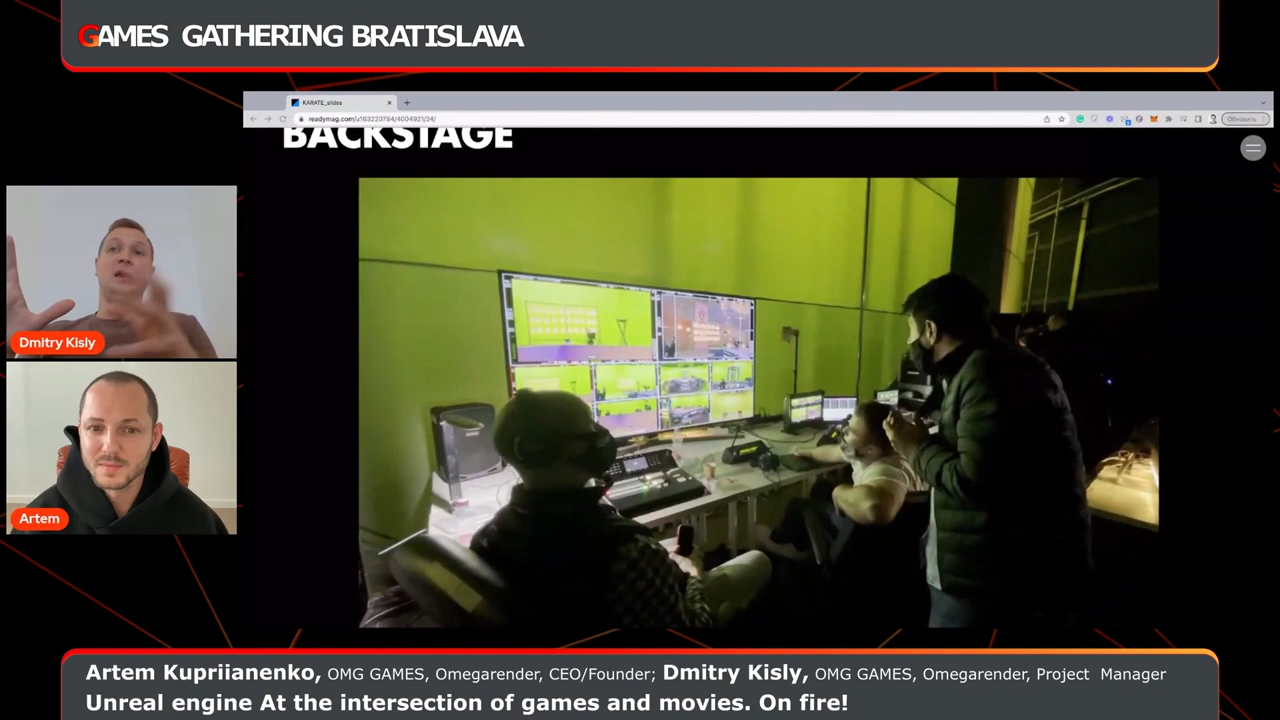 GAMES GATHERING BRATISLAVA
KARATE_slides
readymag.com/u163220784/4004921/24/
Обновить
BACKSTAGE
Dmitry Kisly
Artem
Artem Kupriianenko, OMG GAMES, Omegarender, CEO/Founder; Dmitry Kisly, OMG GAMES, Omegarender, Project Manager
Unreal engine At the intersection of games and movies. On fire!